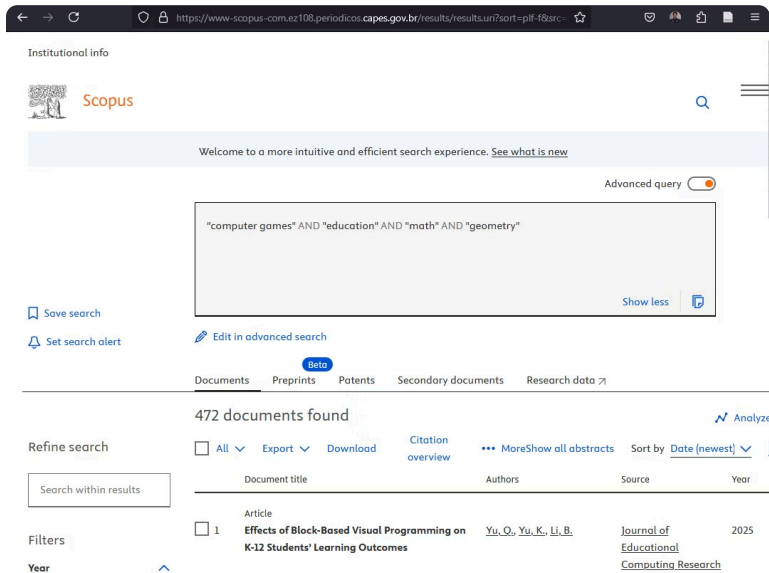 https://www-scopus-com.ez108.periodicos.capes.gov.br/results/results.uri?sort=plf-f&src=
Institutional info
Scopus
Welcome to a more intuitive and efficient search experience. See what is new
Advanced query
"computer games" AND "education" AND "math" AND "geometry"
Show less
Save search
Set search alert
Edit in advanced search
Beta
Documents Preprints Patents Secondary documents Research data
472 documents found
Analyze
Refine search
All Export Download Citation overview ••• MoreShow all abstracts Sort by Date (newest)
Search within results
Document title Authors Source Year
Article
1 Effects of Block-Based Visual Programming on Yu, Q., Yu, K., Li, B. Journal of 2025
K-12 Students' Learning Outcomes Educational
Computing Research
Filters
Year